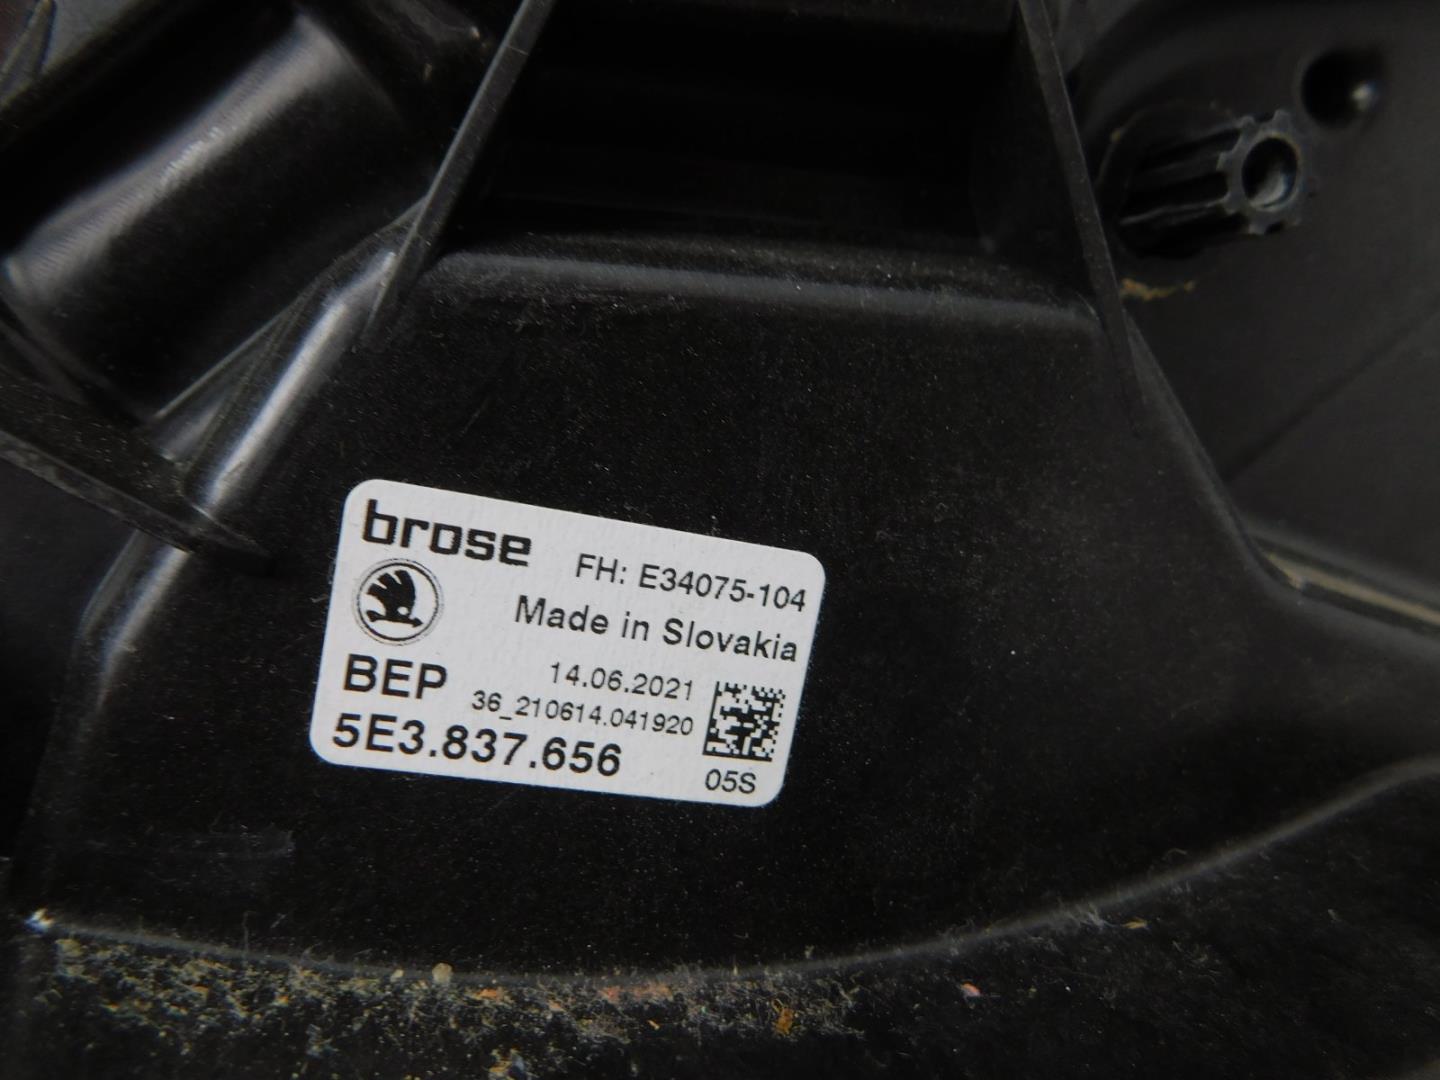 brose
FH: E34075-104
Made in Slovakia
BEP
14.06.2021
36_210614.041920
5E3.837.656
05S